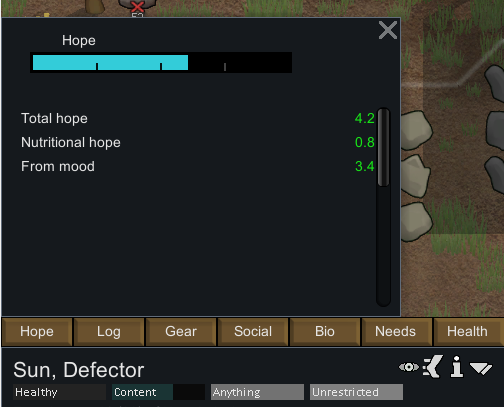 Hope
Total hope 4.2
Nutritional hope 0.8
From mood 3.4
Hope Log Gear Social Bio Needs Health
Sun, Defector
Healthy Content Anything Unrestricted